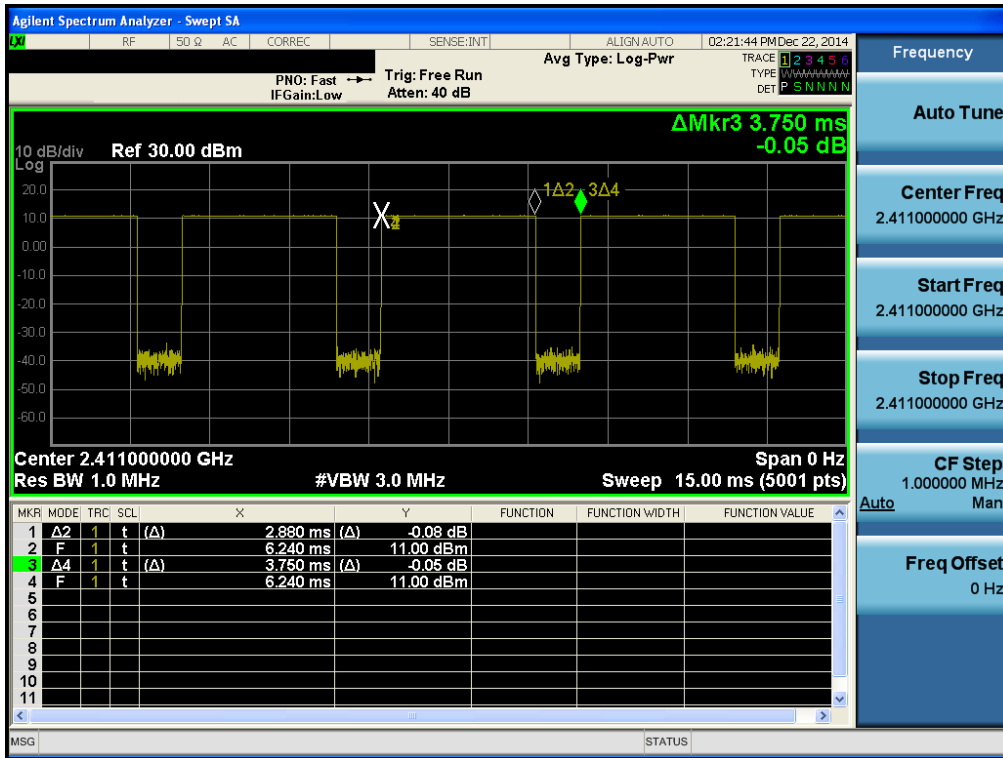 Agilent Spectrum Analyzer - Swept SA
LXI RF 50 Ω AC CORREC SENSE:INT ALIGN AUTO 02:21:44 PM Dec 22, 2014
Frequency
PNO: Fast Trig: Free Run Avg Type: Log-Pwr TRACE 1 2 3 4 5 6
IFGain:Low Atten: 40 dB TYPE WWWWWW
DET P S N N N N
Auto Tune
ΔMkr3 3.750 ms
-0.05 dB
10 dB/div Ref 30.00 dBm
Log
20.0
10.0
0.00
-10.0
-20.0
-30.0
-40.0
-50.0
-60.0
1Δ2 3Δ4
X
Center Freq
2.411000000 GHz
Start Freq
2.411000000 GHz
Stop Freq
2.411000000 GHz
Center 2.411000000 GHz Span 0 Hz
Res BW 1.0 MHz #VBW 3.0 MHz Sweep 15.00 ms (5001 pts)
CF Step
1.000000 MHz
Auto Man
Freq Offset
0 Hz
MKR MODE TRC SCL X Y FUNCTION FUNCTION WIDTH FUNCTION VALUE
1 Δ2 1 t (Δ) 2.880 ms (Δ) -0.08 dB
2 F 1 t 6.240 ms 11.00 dBm
3 Δ4 1 t (Δ) 3.750 ms (Δ) -0.05 dB
4 F 1 t 6.240 ms 11.00 dBm
5
6
7
8
9
10
11
MSG STATUS